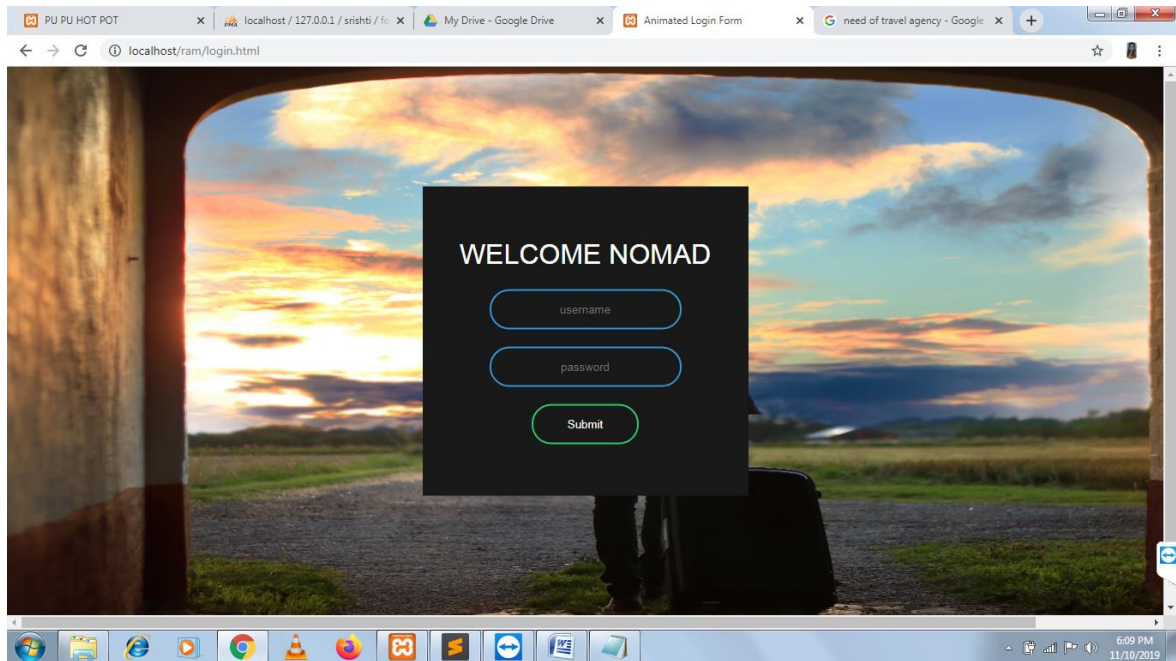 PU PU HOT POT
localhost / 127.0.0.1 / srishti / fe
My Drive - Google Drive
Animated Login Form
need of travel agency - Google
localhost/ram/login.html
WELCOME NOMAD
username
password
Submit
6:09 PM
11/10/2019